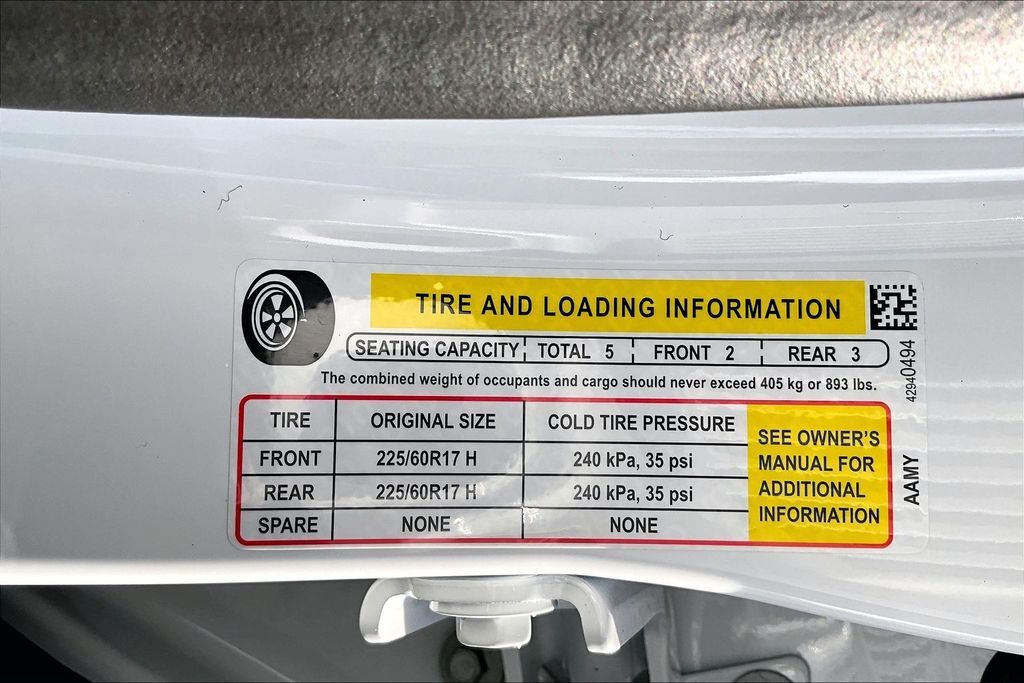 TIRE AND LOADING INFORMATION
SEATING CAPACITY TOTAL 5 FRONT 2 REAR 3
The combined weight of occupants and cargo should never exceed 405 kg or 893 lbs.
TIRE ORIGINAL SIZE COLD TIRE PRESSURE
FRONT 225/60R17 H 240 kPa, 35 psi
REAR 225/60R17 H 240 kPa, 35 psi
SPARE NONE NONE
SEE OWNER'S
MANUAL FOR
ADDITIONAL
INFORMATION
42940494
AAMY